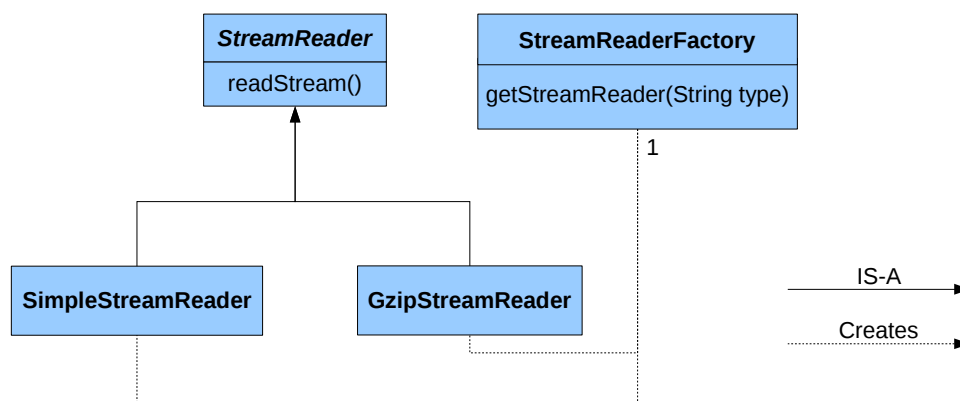 StreamReader
readStream()
StreamReaderFactory
getStreamReader(String type)
1
SimpleStreamReader
GzipStreamReader
IS-A
Creates